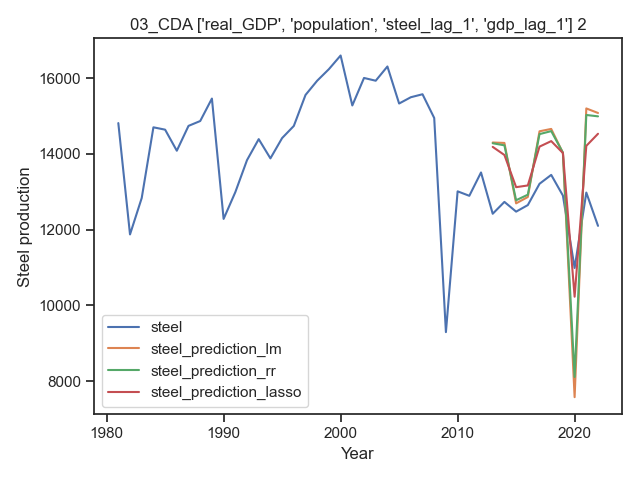 03_CDA ['real_GDP', 'population', 'steel_lag_1', 'gdp_lag_1'] 2
Steel production
16000
14000
12000
10000
8000
steel
steel_prediction_lm
steel_prediction_rr
steel_prediction_lasso
1980
1990
2000
2010
2020
Year